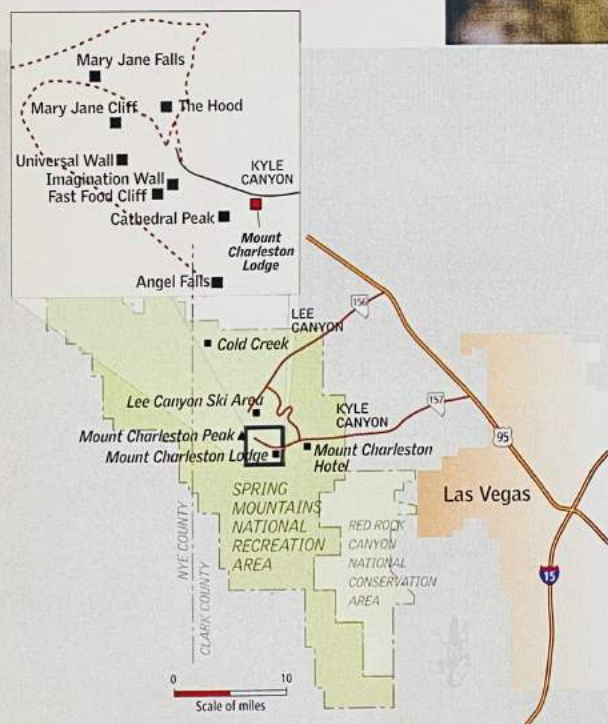 Mary Jane Falls
Mary Jane Cliff
The Hood
Universal Wall
Imagination Wall
Fast Food Cliff
KYLE
CANYON
Cathedral Peak
Mount
Charleston
Lodge
Angel Falls
156
LEE
CANYON
Cold Creek
Lee Canyon Ski Area
KYLE
CANYON
157
95
Mount Charleston Peak
Mount Charleston Lodge
Mount Charleston
Hotel
Las Vegas
SPRING
MOUNTAINS
NATIONAL
RECREATION
AREA
RED ROCK
CANYON
NATIONAL
CONSERVATION
AREA
NYE COUNTY
CLARK COUNTY
15
0 10
Scale of miles